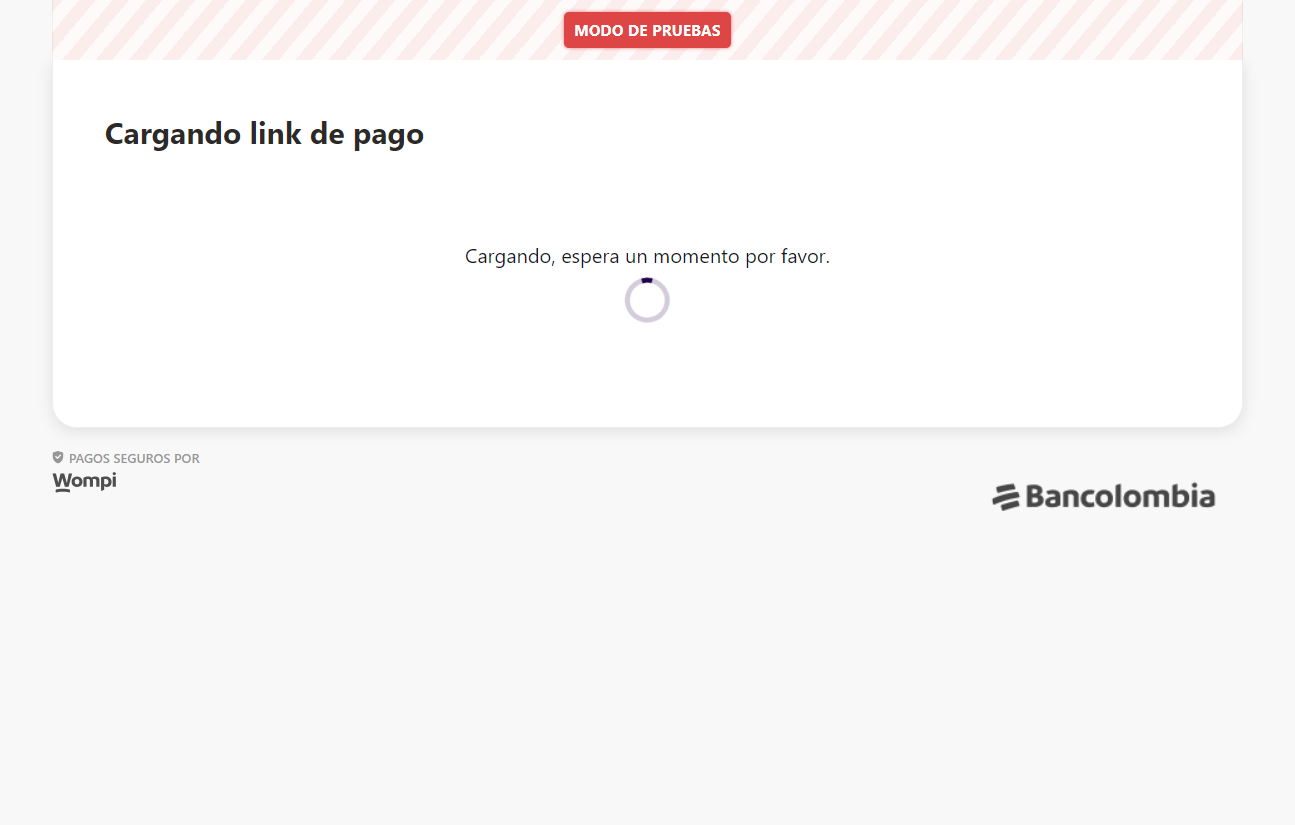 MODO DE PRUEBAS
Cargando link de pago
Cargando, espera un momento por favor.
PAGOS SEGUROS POR
Wompi
Bancolombia